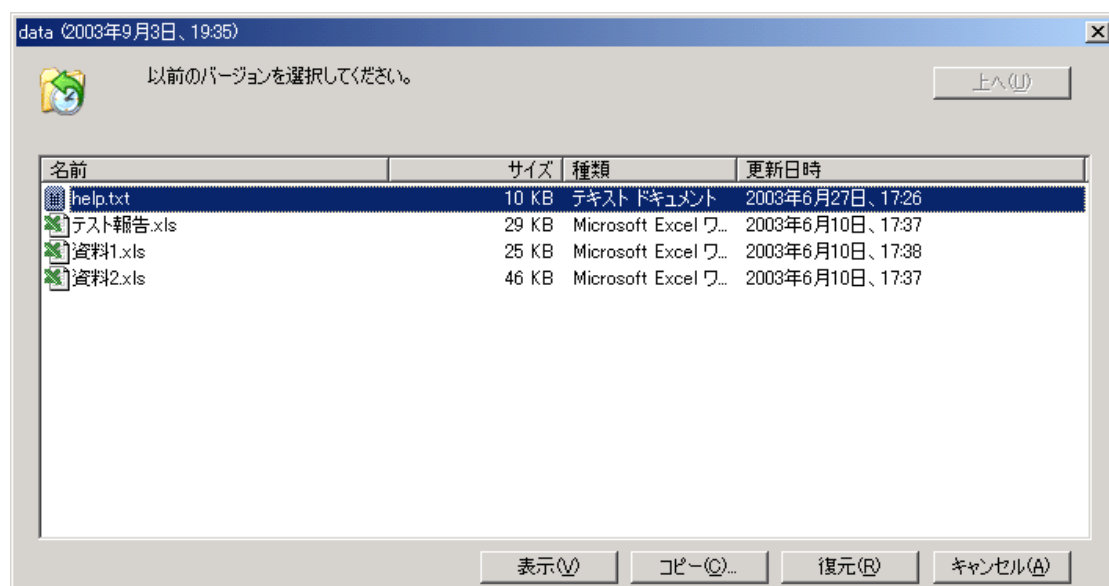 data (2003年9月3日、19:35)
以前のバージョンを選択してください。
上へ(U)
名前 サイズ 種類 更新日時
help.txt 10 KB テキスト ドキュメント 2003年6月27日、17:26
テスト報告.xls 29 KB Microsoft Excel ワ... 2003年6月10日、17:37
資料1.xls 25 KB Microsoft Excel ワ... 2003年6月10日、17:38
資料2.xls 46 KB Microsoft Excel ワ... 2003年6月10日、17:37
表示(V) コピー(C)... 復元(R) キャンセル(A)